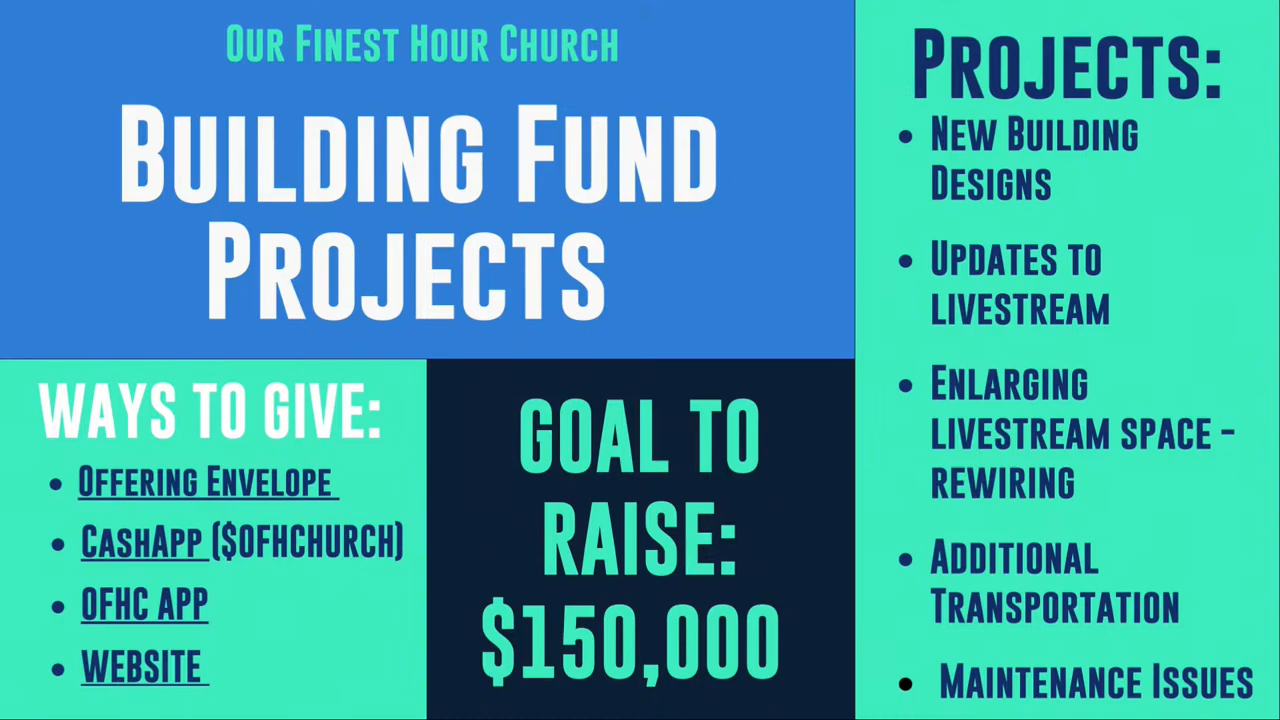 Our Finest Hour Church
Building Fund
Projects
WAYS TO GIVE:
• Offering Envelope
• CashApp ($OFHCHURCH)
• OFHC APP
• WEBSITE
GOAL TO
RAISE:
$150,000
Projects:
• New Building
Designs
• Updates to
livestream
• Enlarging
livestream space -
rewiring
• Additional
Transportation
• Maintenance Issues